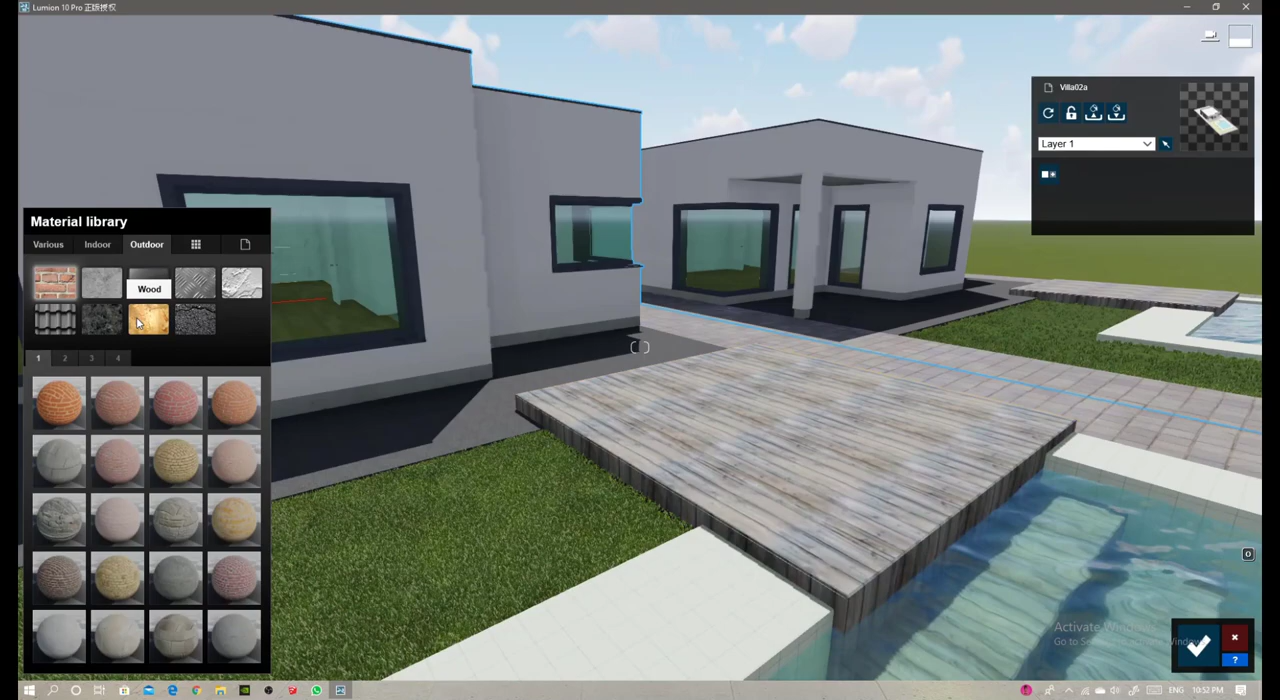 Lumion 10 Pro 正版授权
Villa02a
Layer 1
Material library
Various
Indoor
Outdoor
Wood
1
2
3
4
Activate Windows
?
ENG
10:52 PM